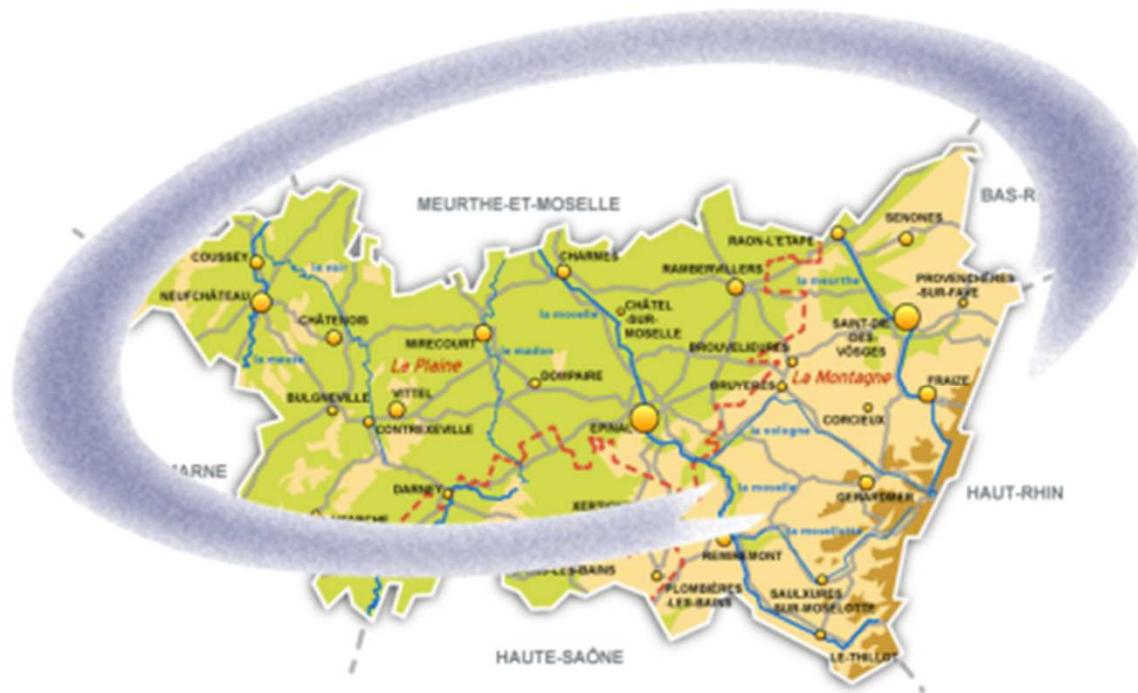 MEURTHE-ET-MOSELLE
SENONES
RAON-L'ETAPE
COUSSEY
le vair
CHARMES
RAMBERVILLERS
la meurthe
PROVENCHÈRES
-SUR-FAVE
NEUFCHÂTEAU
CHÂTENOIS
la moselle
CHÂTEL
-SUR-
MOSELLE
SAINT-DIE
DES-
VOSGES
MIRECOURT
le madon
BROUVELIEURES
la meuse
La Plaine
DOMPAIRE
BRUYERES
La Montagne
FRAIZE
BULGNEVILLE
VITTEL
CONTREXEVILLE
EPINAL
CORCIEUX
la vologne
DARNEY
la moselle
GERARDMER
HAUT-RHIN
la moselotte
REMIREMONT
PLOMBIÈRES
-LES-BAINS
SAULXURES
-SUR-MOSELOTTE
HAUTE-SAÔNE
LE-THILLOT